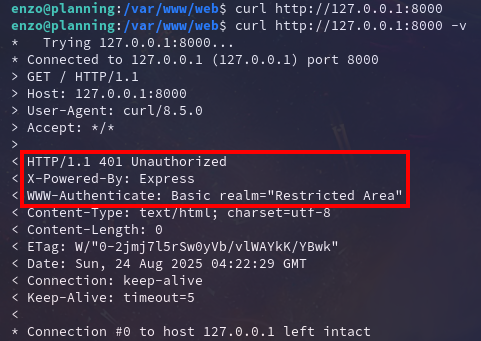 enzo@planning:/var/www/web$ curl http://127.0.0.1:8000
enzo@planning:/var/www/web$ curl http://127.0.0.1:8000 -v
*   Trying 127.0.0.1:8000...
* Connected to 127.0.0.1 (127.0.0.1) port 8000
> GET / HTTP/1.1
> Host: 127.0.0.1:8000
> User-Agent: curl/8.5.0
> Accept: */*
>
< HTTP/1.1 401 Unauthorized
< X-Powered-By: Express
< WWW-Authenticate: Basic realm="Restricted Area"
< Content-Type: text/html; charset=utf-8
< Content-Length: 0
< ETag: W/"0-2jmj7l5rSw0yVb/vlWAYkK/YBwk"
< Date: Sun, 24 Aug 2025 04:22:29 GMT
< Connection: keep-alive
< Keep-Alive: timeout=5
<
* Connection #0 to host 127.0.0.1 left intact